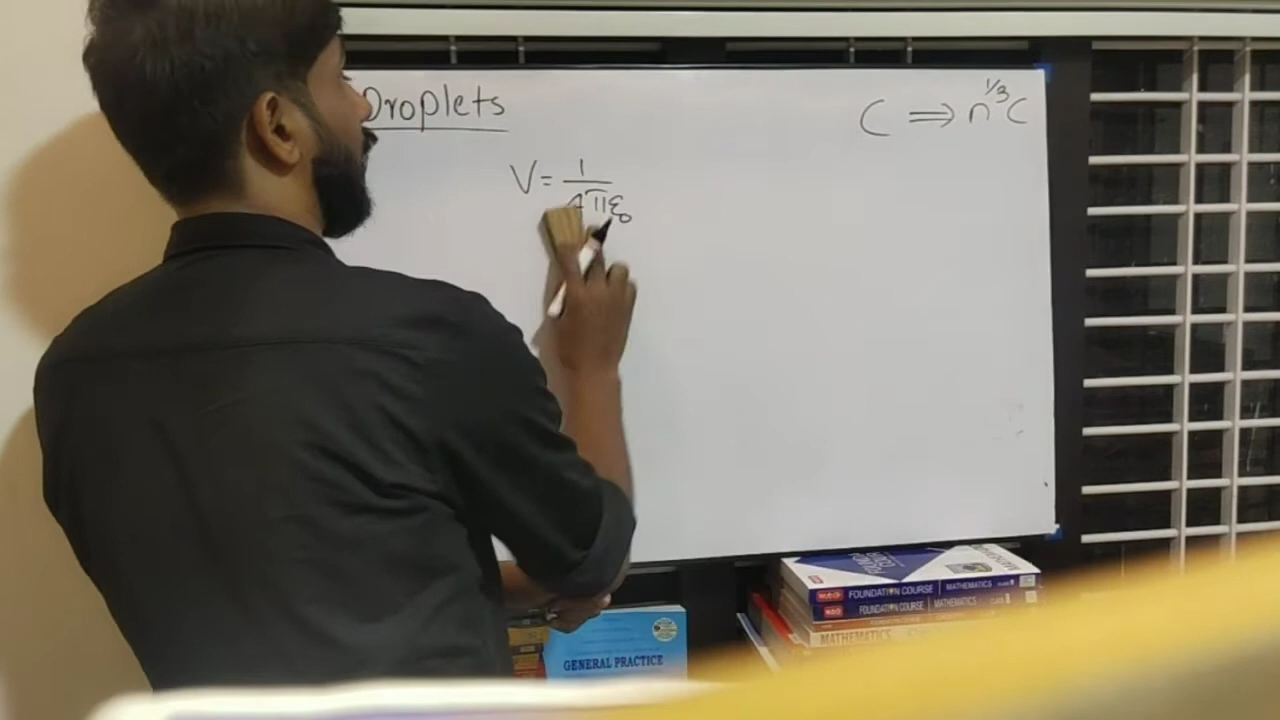 Droplets
C ⇒ n^{1/3} C
V = 1/4πε₀
FOUNDATION COURSE MATHEMATICS
FOUNDATION COURSE MATHEMATICS
MATHEMATICS
GENERAL PRACTICE